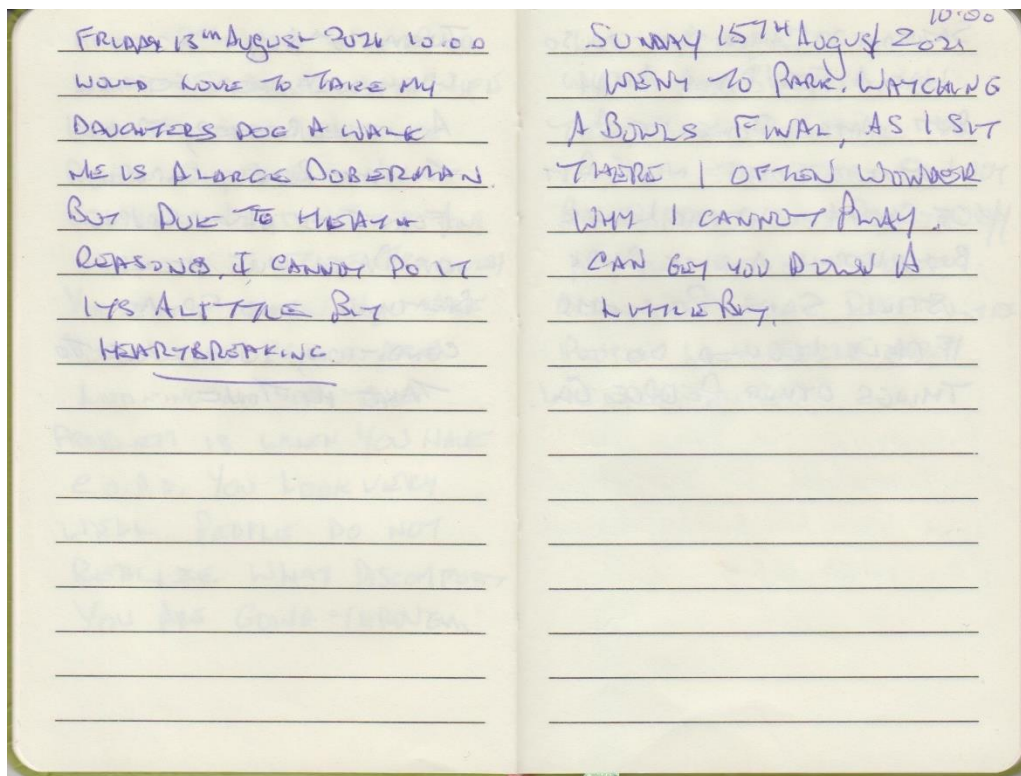 FRIDAY 13TH AUGUST 2021 10.00
WOULD LOVE TO TAKE MY
DAUGHTERS DOG A WALK
HE IS A LARGE DOBERMAN.
BUT DUE TO HEALTH
REASONS, I CANNOT DO IT
ITS A LITTLE BIT
HEARTBREAKING.
10.00
SUNDAY 15TH AUGUST 2021
WENT TO PARK, WATCHING
A BOWLS FINAL, AS I SIT
THERE I OFTEN WONDER
WHY I CANNOT PLAY.
CAN GET YOU DOWN A
LITTLE BIT.